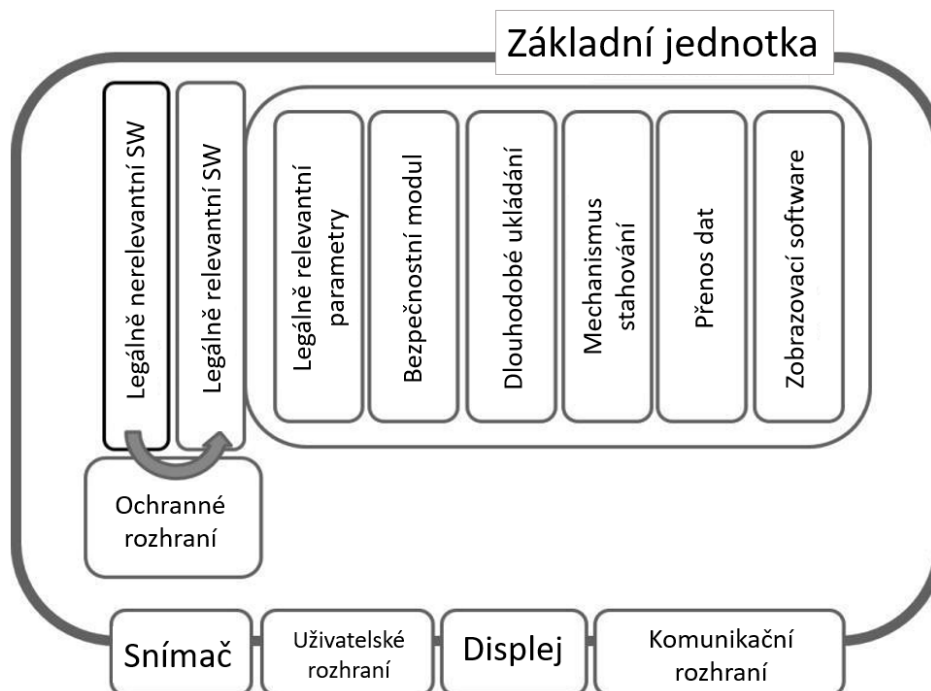 Základní jednotka
Legálně nerelevantní SW
Legálně relevantní SW
Legálně relevantní
parametry
Bezpečnostní modul
Dlouhodobé ukládání
Mechanismus
stahování
Přenos dat
Zobrazovací software
Ochranné
rozhraní
Snímač
Uživatelské
rozhraní
Displej
Komunikační
rozhraní